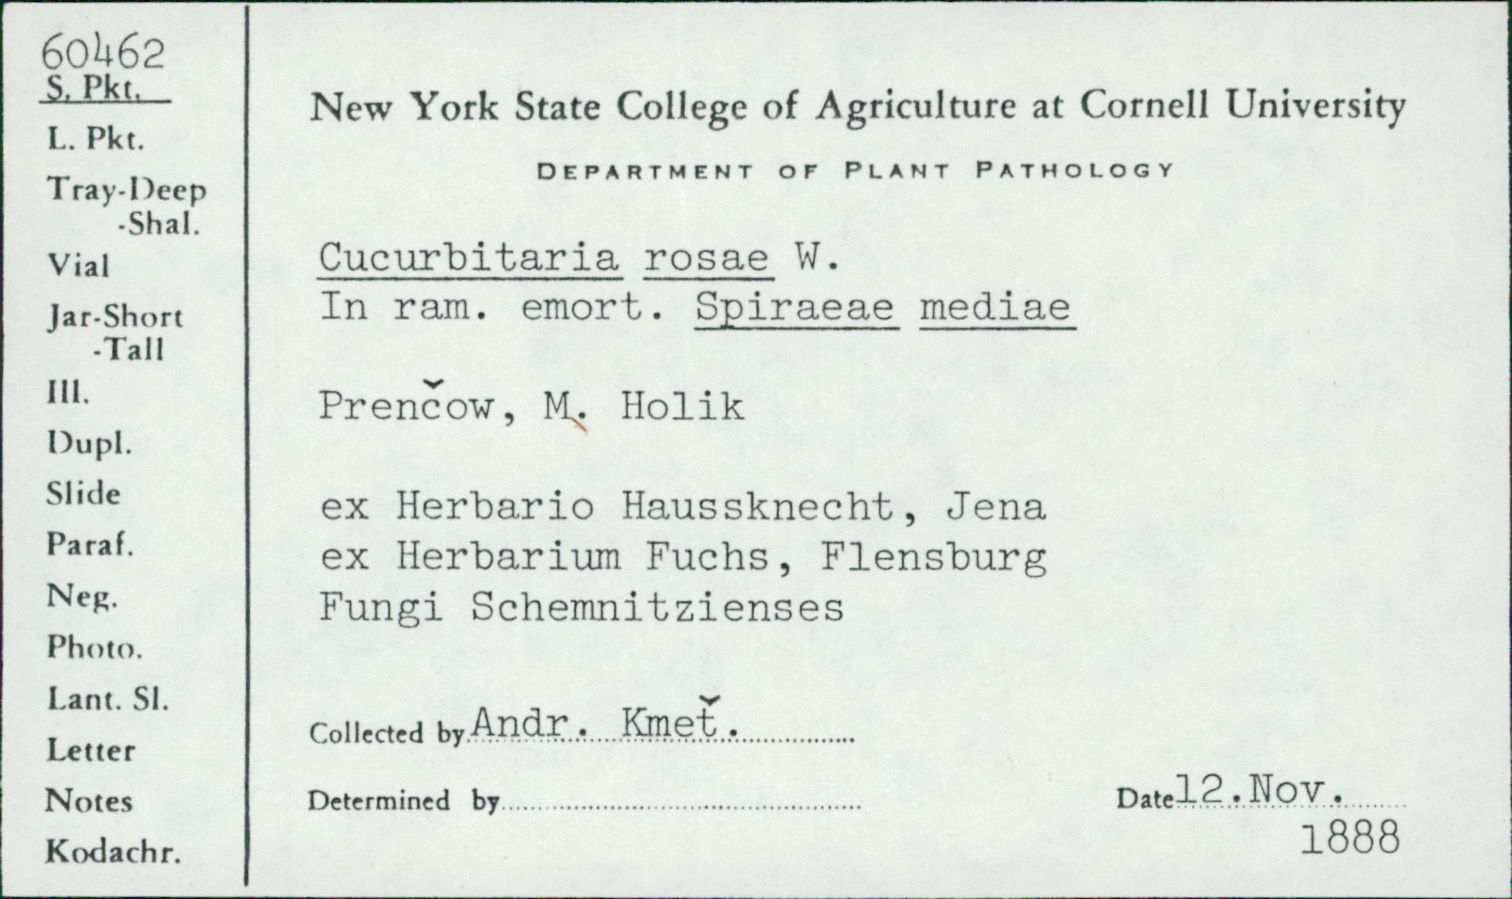 60462
S. Pkt.
L. Pkt.
Tray-Deep
-Shal.
Vial
Jar-Short
-Tall
Ill.
Dupl.
Slide
Paraf.
Neg.
Photo.
Lant. Sl.
Letter
Notes
Kodachr.
New York State College of Agriculture at Cornell University
DEPARTMENT OF PLANT PATHOLOGY
Cucurbitaria rosae W.
In ram. emort. Spiraeae mediae
Prenčow, M. Holik
ex Herbario Haussknecht, Jena
ex Herbarium Fuchs, Flensburg
Fungi Schemnitzienses
Collected by Andr. Kmeť.
Determined by
Date 12.Nov.
1888